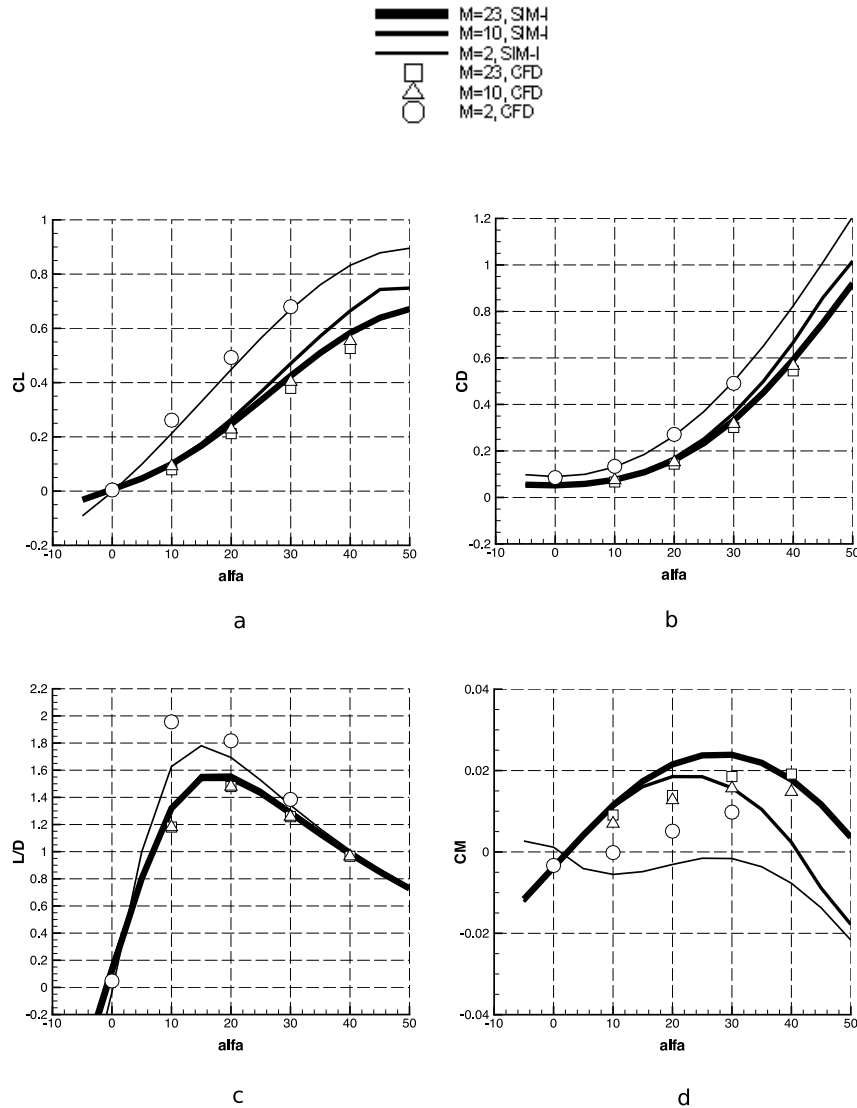 M=23, SIM-I
M=10, SIM-I
M=2, SIM-I
M=23, CFD
M=10, CFD
M=2, CFD
1
0.8
0.6
0.4
0.2
0
-0.2
CL
-10 0 10 20 30 40 50
alfa
a
1.2
1
0.8
0.6
0.4
0.2
0
-0.2
CD
-10 0 10 20 30 40 50
alfa
b
2.2
2
1.8
1.6
1.4
1.2
1
0.8
0.6
0.4
0.2
0
-0.2
L/D
-10 0 10 20 30 40 50
alfa
c
0.04
0.02
0
-0.02
-0.04
CM
-10 0 10 20 30 40 50
alfa
d